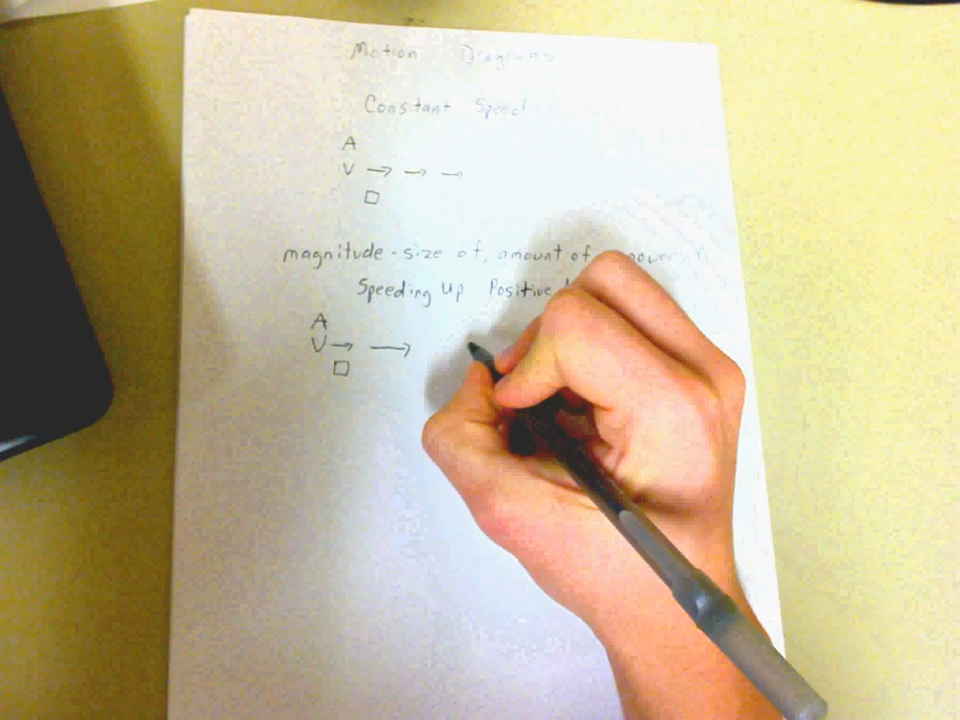 Motion Diagrams
Constant Speed
A
V → → →
□
magnitude - size of, amount of
Speeding Up Positive
A
V → →
□